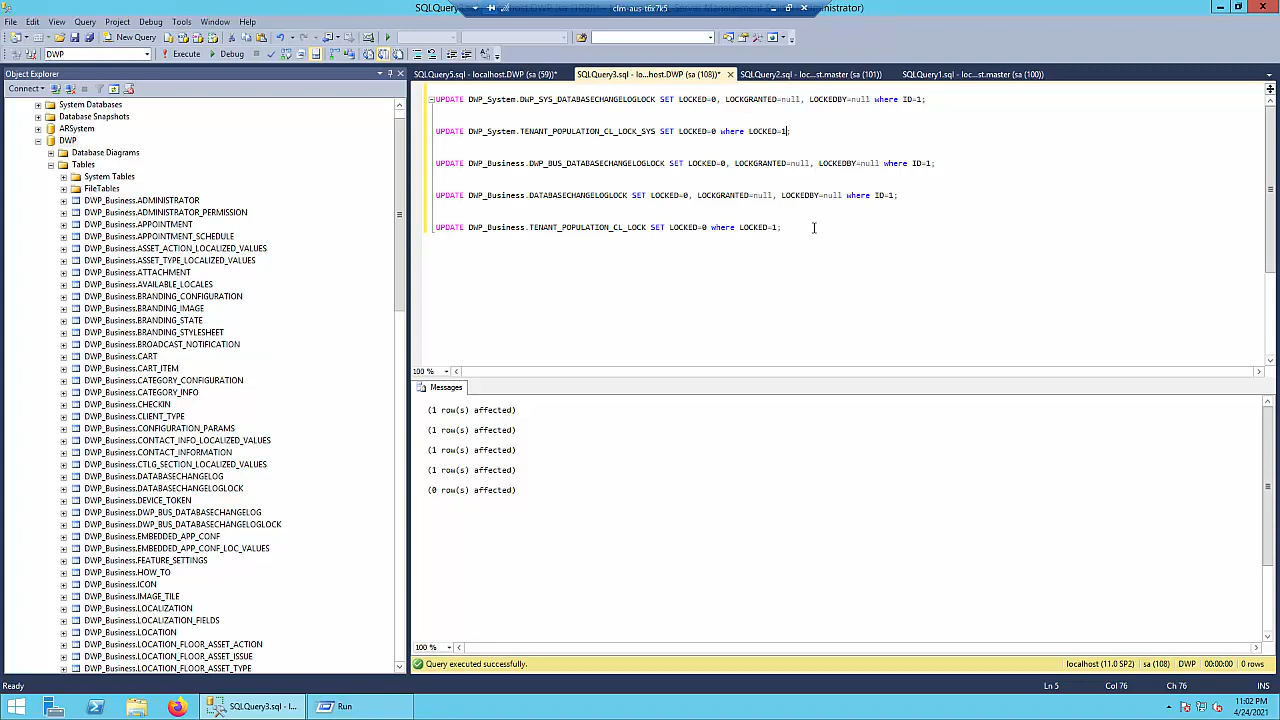 SQLQuery
clm-aus-t6x7k5
File Edit View Query Project Debug Tools Window Help
New Query
DWP
Execute
Debug
Object Explorer
SQLQuery5.sql - localhost.DWP (sa (59))*
SQLQuery3.sql - lo...host.DWP (sa (108))*
SQLQuery2.sql - loc...st.master (sa (101))
SQLQuery1.sql - loc...st.master (sa (100))
Connect
System Databases
Database Snapshots
ARSystem
DWP
Database Diagrams
Tables
System Tables
FileTables
DWP_Business.ADMINISTRATOR
DWP_Business.ADMINISTRATOR_PERMISSION
DWP_Business.APPOINTMENT
DWP_Business.APPOINTMENT_SCHEDULE
DWP_Business.ASSET_ACTION_LOCALIZED_VALUES
DWP_Business.ASSET_TYPE_LOCALIZED_VALUES
DWP_Business.ATTACHMENT
DWP_Business.AVAILABLE_LOCALES
DWP_Business.BRANDING_CONFIGURATION
DWP_Business.BRANDING_IMAGE
DWP_Business.BRANDING_STATE
DWP_Business.BRANDING_STYLESHEET
DWP_Business.BROADCAST_NOTIFICATION
DWP_Business.CART
DWP_Business.CART_ITEM
DWP_Business.CATEGORY_CONFIGURATION
DWP_Business.CATEGORY_INFO
DWP_Business.CHECKIN
DWP_Business.CLIENT_TYPE
DWP_Business.CONFIGURATION_PARAMS
DWP_Business.CONTACT_INFO_LOCALIZED_VALUES
DWP_Business.CONTACT_INFORMATION
DWP_Business.CTLG_SECTION_LOCALIZED_VALUES
DWP_Business.DATABASECHANGELOG
DWP_Business.DATABASECHANGELOGLOCK
DWP_Business.DEVICE_TOKEN
DWP_Business.DWP_BUS_DATABASECHANGELOG
DWP_Business.DWP_BUS_DATABASECHANGELOGLOCK
DWP_Business.EMBEDDED_APP_CONF
DWP_Business.EMBEDDED_APP_CONF_LOC_VALUES
DWP_Business.FEATURE_SETTINGS
DWP_Business.HOW_TO
DWP_Business.ICON
DWP_Business.IMAGE_TILE
DWP_Business.LOCALIZATION
DWP_Business.LOCALIZATION_FIELDS
DWP_Business.LOCATION
DWP_Business.LOCATION_FLOOR_ASSET_ACTION
DWP_Business.LOCATION_FLOOR_ASSET_ISSUE
DWP_Business.LOCATION_FLOOR_ASSET_TYPE
UPDATE DWP_System.DWP_SYS_DATABASECHANGELOGLOCK SET LOCKED=0, LOCKGRANTED=null, LOCKEDBY=null where ID=1;
UPDATE DWP_System.TENANT_POPULATION_CL_LOCK_SYS SET LOCKED=0 where LOCKED=1;
UPDATE DWP_Business.DWP_BUS_DATABASECHANGELOGLOCK SET LOCKED=0, LOCKGRANTED=null, LOCKEDBY=null where ID=1;
UPDATE DWP_Business.DATABASECHANGELOGLOCK SET LOCKED=0, LOCKGRANTED=null, LOCKEDBY=null where ID=1;
UPDATE DWP_Business.TENANT_POPULATION_CL_LOCK SET LOCKED=0 where LOCKED=1;
100 %
Messages
(1 row(s) affected)
(1 row(s) affected)
(1 row(s) affected)
(1 row(s) affected)
(0 row(s) affected)
100 %
Query executed successfully.
localhost (11.0 SP2) sa (108) DWP 00:00:00 0 rows
Ready
Ln 5 Col 76 Ch 76 INS
SQLQuery3.sql - l...
Run
11:02 PM
4/24/2021